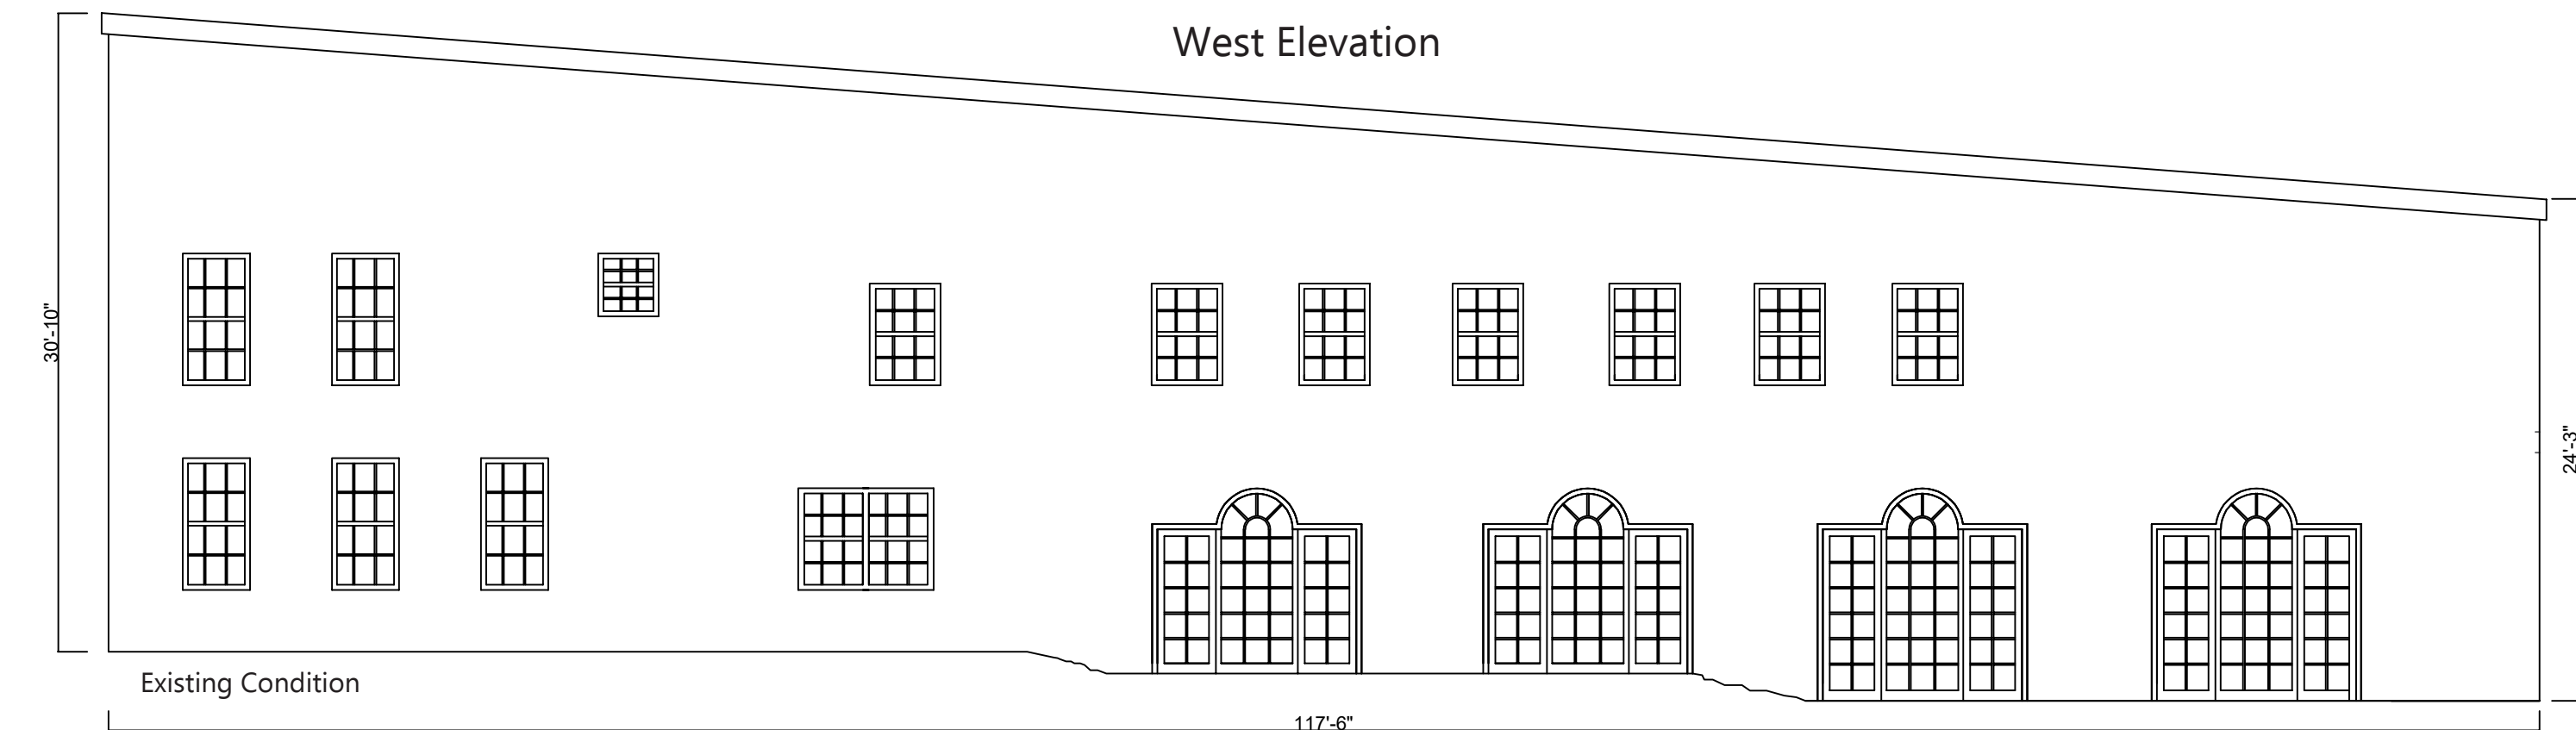 West Elevation
30'-10"
24'-3"
Existing Condition
117'-6"